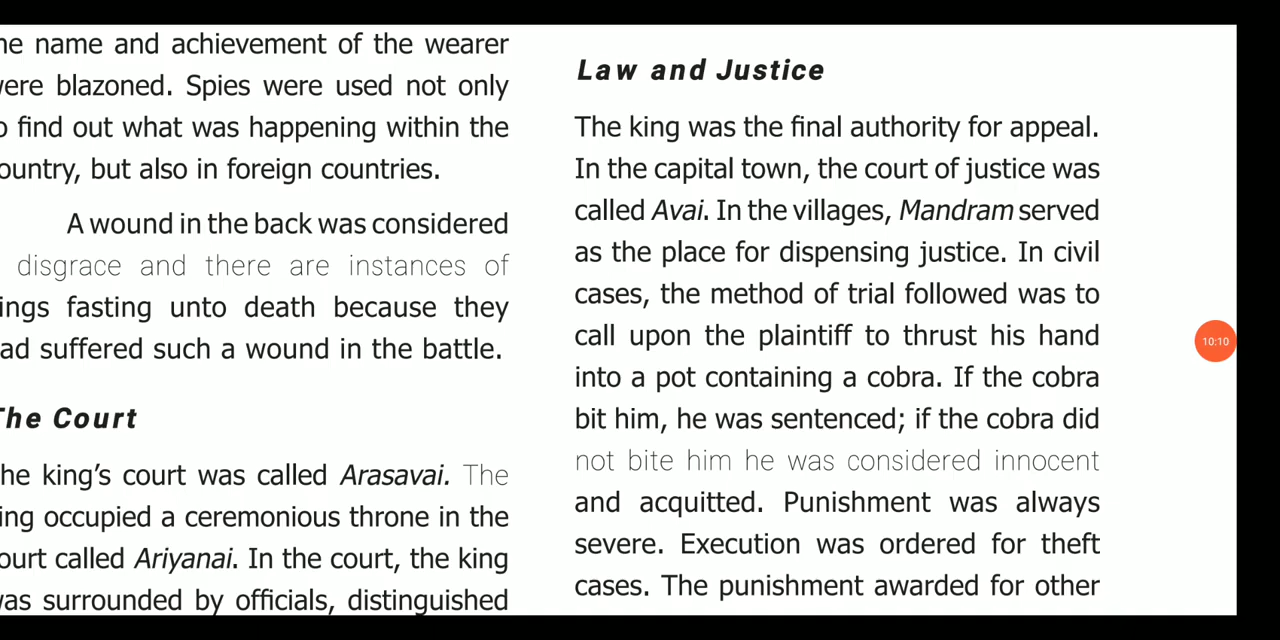 he name and achievement of the wearer
were blazoned. Spies were used not only
o find out what was happening within the
ountry, but also in foreign countries.
A wound in the back was considered
disgrace and there are instances of
ings fasting unto death because they
ad suffered such a wound in the battle.
The Court
he king's court was called Arasavai. The
ing occupied a ceremonious throne in the
ourt called Ariyanai. In the court, the king
was surrounded by officials, distinguished
Law and Justice
The king was the final authority for appeal.
In the capital town, the court of justice was
called Avai. In the villages, Mandram served
as the place for dispensing justice. In civil
cases, the method of trial followed was to
call upon the plaintiff to thrust his hand
into a pot containing a cobra. If the cobra
bit him, he was sentenced; if the cobra did
not bite him he was considered innocent
and acquitted. Punishment was always
severe. Execution was ordered for theft
cases. The punishment awarded for other
10:10